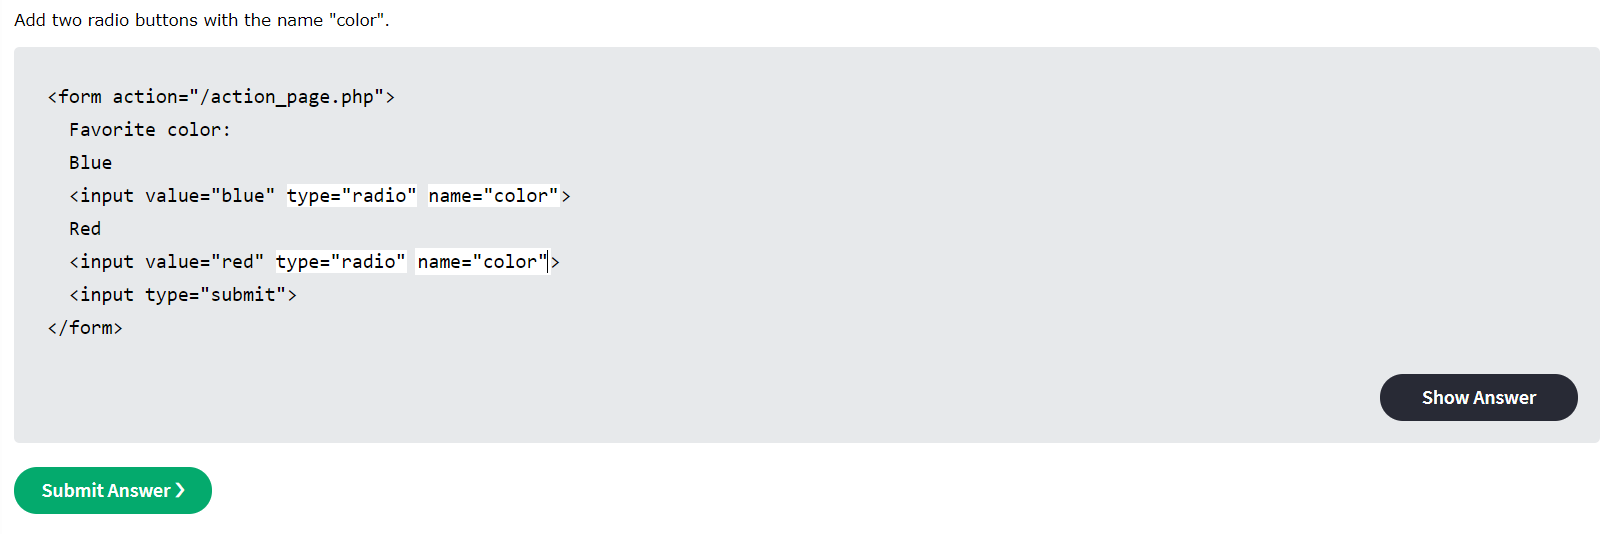 Add two radio buttons with the name "color".
<form action="/action_page.php">
Favorite color:
Blue
<input value="blue" type="radio" name="color">
Red
<input value="red" type="radio" name="color">
<input type="submit">
</form>
Show Answer
Submit Answer ❯